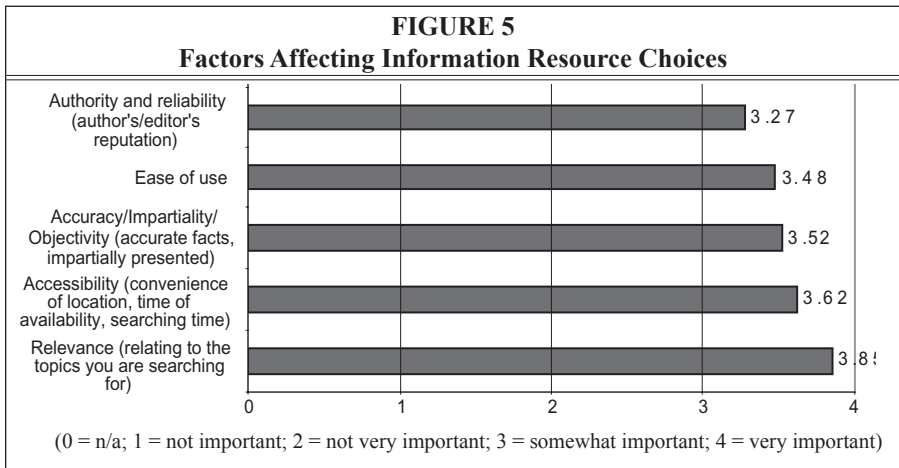 FIGURE 5
Factors Affecting Information Resource Choices
Authority and reliability
(author's/editor's
reputation)
3.27
Ease of use
3.48
Accuracy/Impartiality/
Objectivity (accurate facts,
impartially presented)
3.52
Accessibility (convenience
of location, time of
availability, searching time)
3.62
Relevance (relating to the
topics you are searching
for)
3.85
0 1 2 3 4
(0 = n/a; 1 = not important; 2 = not very important; 3 = somewhat important; 4 = very important)